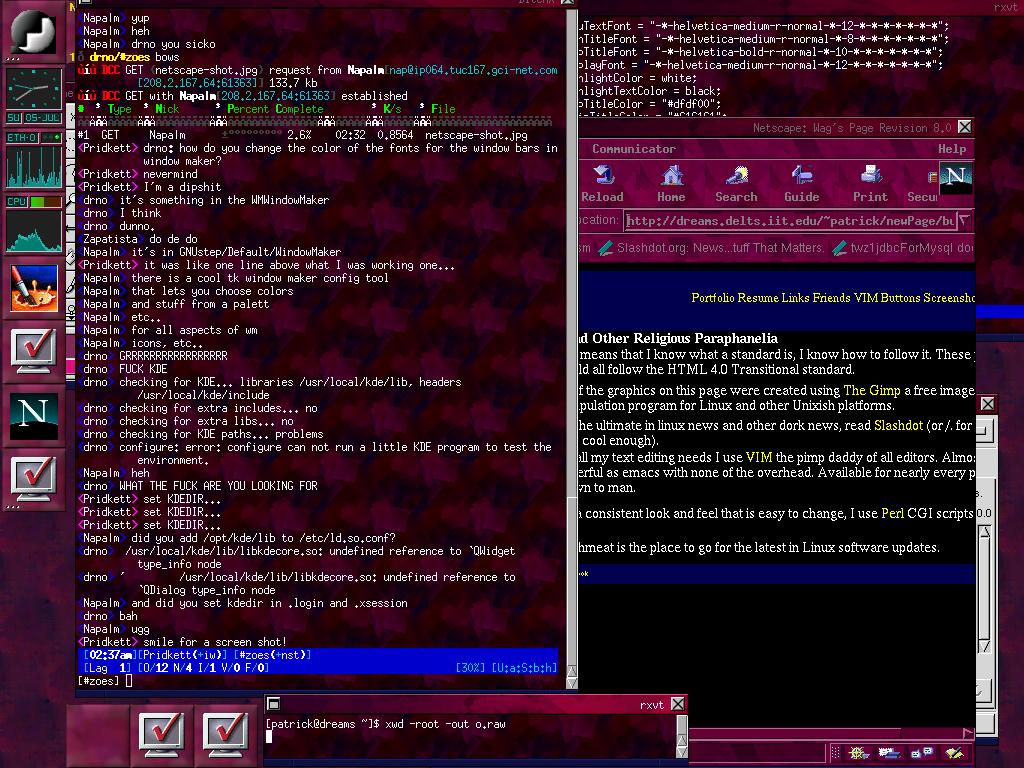 BitchX
rxvt
<Napalm> yup
<Napalm> heh
<Napalm> drno you sicko
drno/#zoes bows
DCC GET (netscape-shot.jpg) request from Napalm[nap@ip064.tuc167.gci-net.com
[208.2.167.64:61363]] 133.7 kb
DCC GET with Napalm[208.2.167.64:61363] established
# * Type * Nick * Percent Complete * K/s * File
#1 GET Napalm 2.6% 02:32 0.8564 netscape-shot.jpg
<Pridkett> drno: how do you change the color of the fonts for the window bars in
window maker?
<Pridkett> nevermind
<Pridkett> I'm a dipshit
<drno> it's something in the WMWindowMaker
<drno> I think
<drno> dunno.
<Zapatista> do de do
<Napalm> it's in GNUstep/Default/WindowMaker
<Pridkett> it was like one line above what I was working one...
<Napalm> there is a cool tk window maker config tool
<Napalm> that lets you choose colors
<Napalm> and stuff from a palett
<Napalm> etc..
<Napalm> for all aspects of wm
<Napalm> icons, etc..
<drno> GRRRRRRRRRRRRRRRRR
<drno> FUCK KDE
<drno> checking for KDE... libraries /usr/local/kde/lib, headers
/usr/local/kde/include
<drno> checking for extra includes... no
<drno> checking for extra libs... no
<drno> checking for KDE paths... problems
<drno> configure: error: configure can not run a little KDE program to test the
environment.
<Napalm> heh
<drno> WHAT THE FUCK ARE YOU LOOKING FOR
<Pridkett> set KDEDIR...
<Pridkett> set KDEDIR...
<Pridkett> set KDEDIR...
<Napalm> did you add /opt/kde/lib to /etc/ld.so.conf?
<drno> /usr/local/kde/lib/libkdecore.so: undefined reference to `QWidget
type_info node
<drno> ' /usr/local/kde/lib/libkdecore.so: undefined reference to
`QDialog type_info node
<Napalm> and did you set kdedir in .login and .xsession
<drno> bah
<Napalm> ugg
<Pridkett> smile for a screen shot!
[02:37am][Pridkett(+iw)] [#zoes(+nst)]
[Lag 1] [O/12 N/4 I/1 V/0 F/0] [30%] [U:a:S:b:h]
[#zoes]
uTextFont = "-*-helvetica-medium-r-normal-*-12-*-*-*-*-*-*-*";
oTitleFont = "-*-helvetica-medium-r-normal-*-8-*-*-*-*-*-*-*";
TitleFont = "-*-helvetica-bold-r-normal-*-10-*-*-*-*-*-*-*";
playFont = "-*-helvetica-medium-r-normal-*-12-*-*-*-*-*-*-*";
hlightColor = white;
hlightTextColor = black;
oTitleColor = "#dfdf00";
Netscape: Wag's Page Revision 8.0
Communicator Help
Reload Home Search Guide Print Secu
cation: http://dreams.delts.iit.edu/~patrick/newPage/bu
sm Slashdot.org: News...tuff That Matters. twz1jdbcForMysql do
Portfolio Resume Links Friends VIM Buttons Screensho
d Other Religious Paraphanelia
means that I know what a standard is, I know how to follow it. These
ld all follow the HTML 4.0 Transitional standard.
f the graphics on this page were created using The Gimp a free image
pulation program for Linux and other Unixish platforms.
he ultimate in linux news and other dork news, read Slashdot (or /. for
cool enough).
all my text editing needs I use VIM the pimp daddy of all editors. Almo
erful as emacs with none of the overhead. Available for nearly every p
wn to man.
a consistent look and feel that is easy to change, I use Perl CGI scripts
hmeat is the place to go for the latest in Linux software updates.
SU 05-JUL
ETH-0
CPU
N
N
s.
0.0
rxvt
[patrick@dreams ~]$ xwd -root -out o.raw